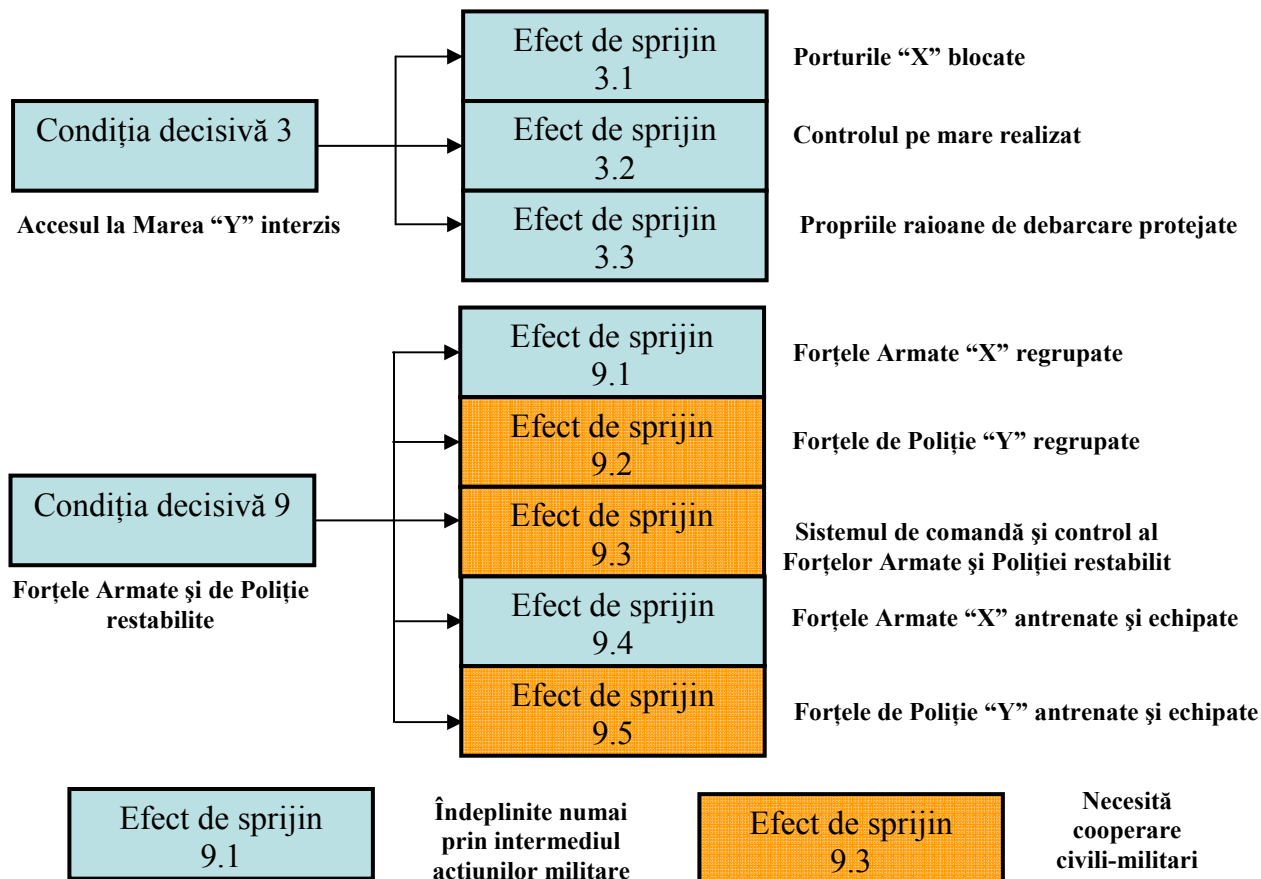 Efect de sprijin
3.1
Porturile “X” blocate
Condiția decisivă 3
Efect de sprijin
3.2
Controlul pe mare realizat
Accesul la Marea “Y” interzis
Efect de sprijin
3.3
Propriile raioane de debarcare protejate
Efect de sprijin
9.1
Forțele Armate “X” regrupate
Efect de sprijin
9.2
Forțele de Poliție “Y” regrupate
Condiția decisivă 9
Efect de sprijin
9.3
Sistemul de comandă şi control al
Forțelor Armate şi Poliției restabilit
Forțele Armate şi de Poliție
restabilite
Efect de sprijin
9.4
Forțele Armate “X” antrenate şi echipate
Efect de sprijin
9.5
Forțele de Poliție “Y” antrenate şi echipate
Efect de sprijin
9.1
Îndeplinite numai
prin intermediul
acțiunilor militare
Efect de sprijin
9.3
Necesită
cooperare
civili-militari